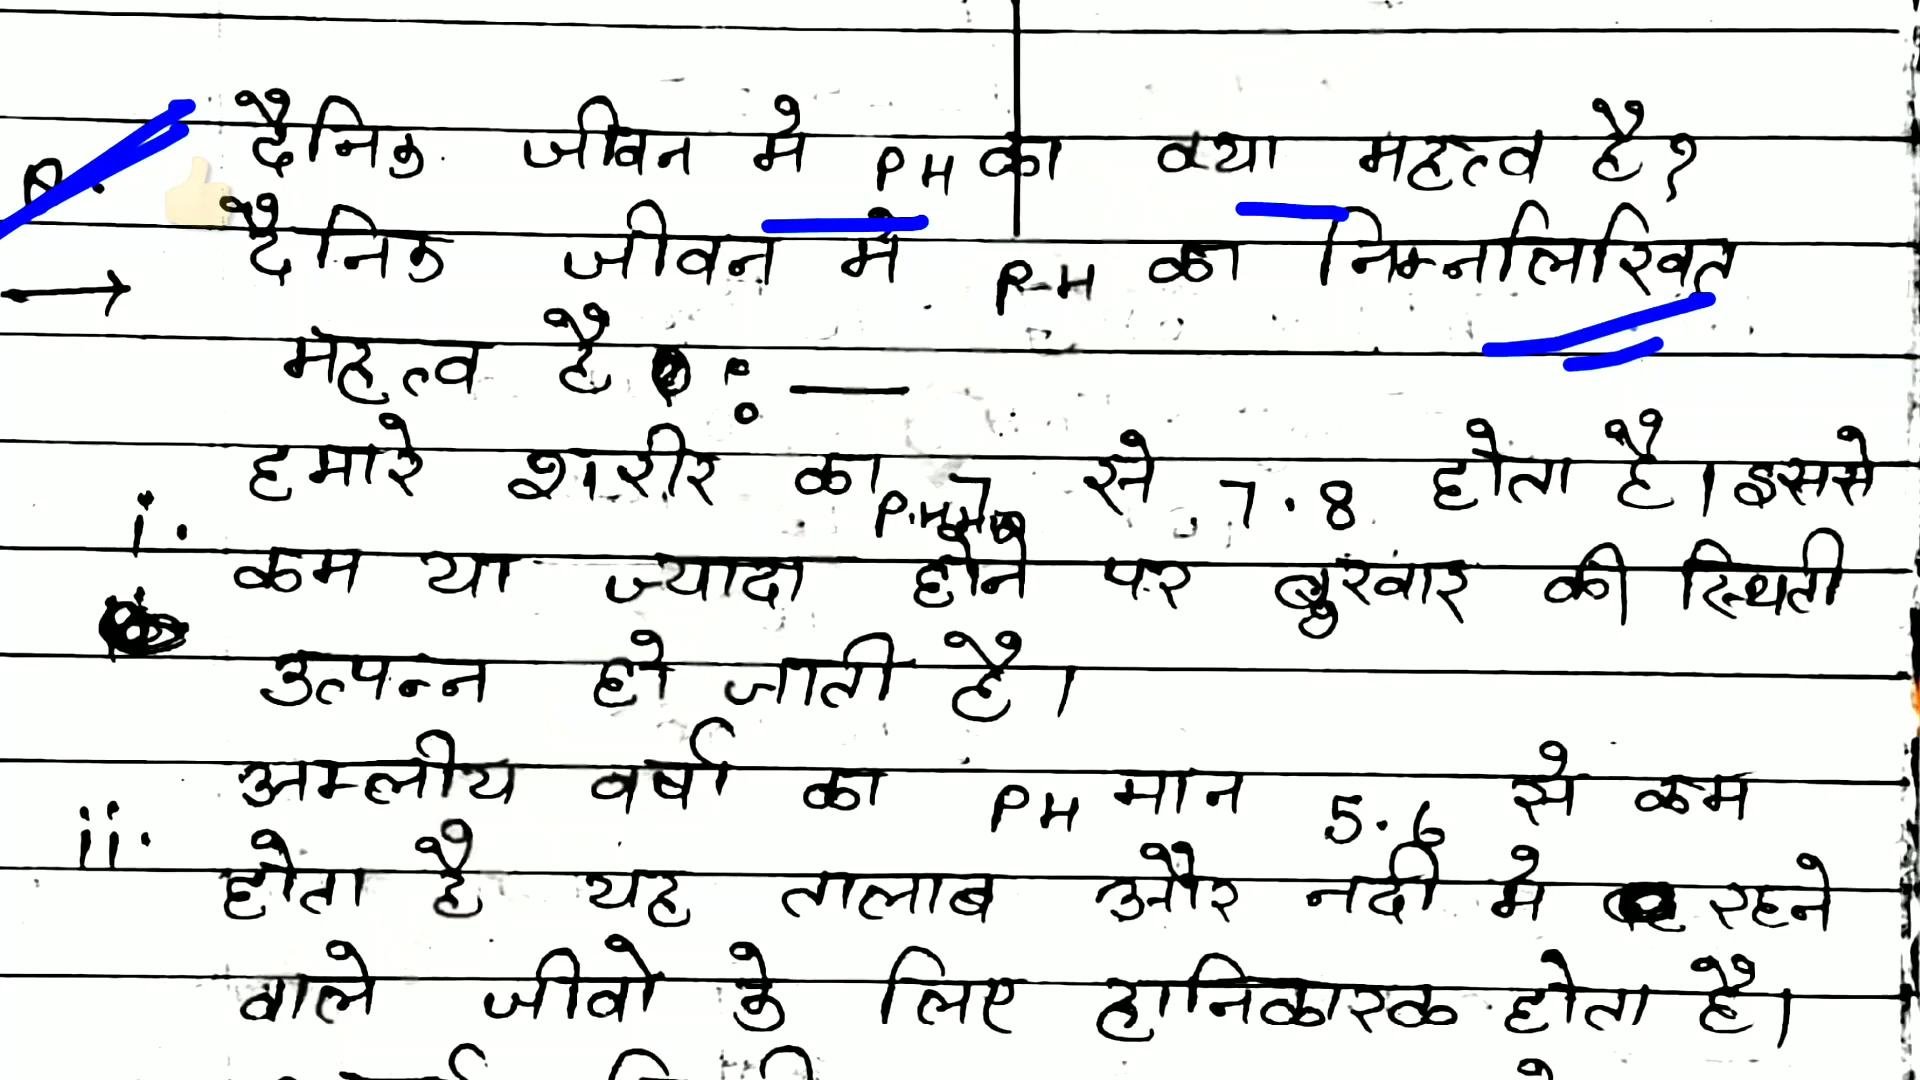 दैनिक जीवन मे PH का क्या महत्व है?
→ दैनिक जीवन मे P-H का निम्नलिखित
महत्व है : —
i. हमारे शरीर का P.H 7 से 7.8 होता है। इससे
कम या ज्यादा होने पर बुखार की स्थिती
उत्पन्न हो जाती है।
ii. अम्लीय वर्षा का PH मान 5.6 से कम
होता है यह तालाब और नदी मे रहने
वाले जीवो के लिए हानिकारक होता है।